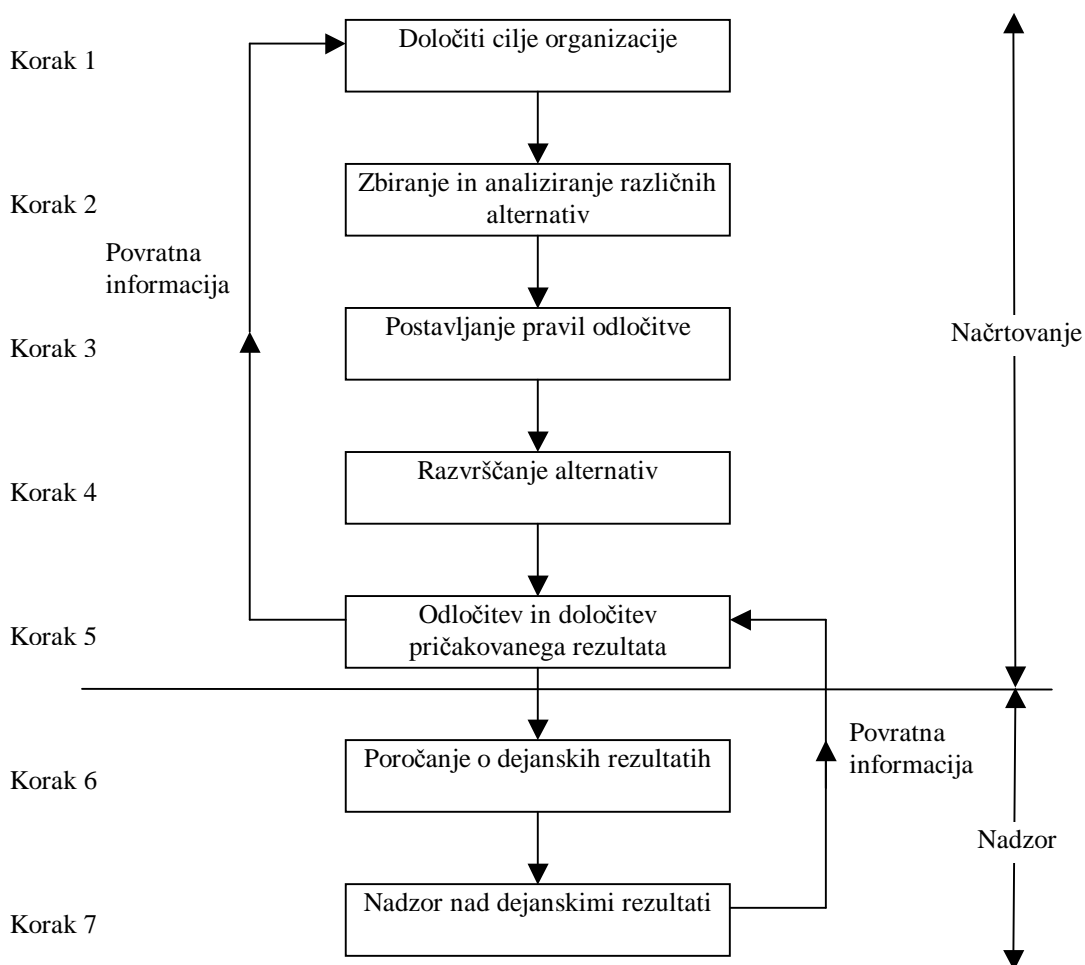 Korak 1
Določiti cilje organizacije
Korak 2
Zbiranje in analiziranje različnih
alternativ
Povratna
informacija
Korak 3
Postavljanje pravil odločitve
Načrtovanje
Korak 4
Razvrščanje alternativ
Korak 5
Odločitev in določitev
pričakovanega rezultata
Korak 6
Poročanje o dejanskih rezultatih
Povratna
informacija
Nadzor
Korak 7
Nadzor nad dejanskimi rezultati